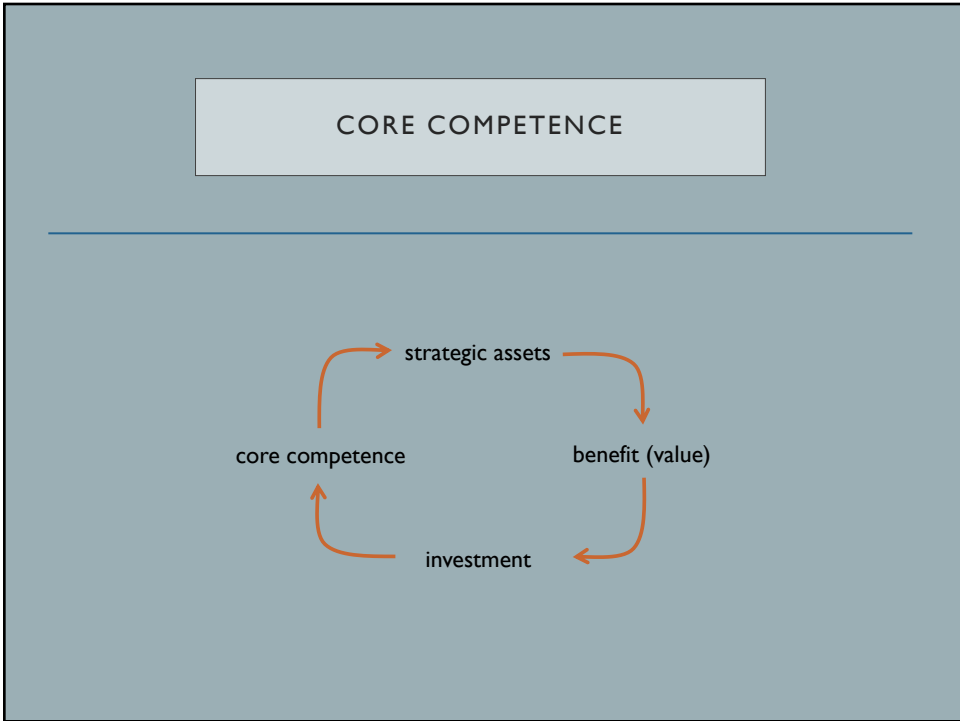 CORE COMPETENCE
strategic assets
core competence
benefit (value)
investment